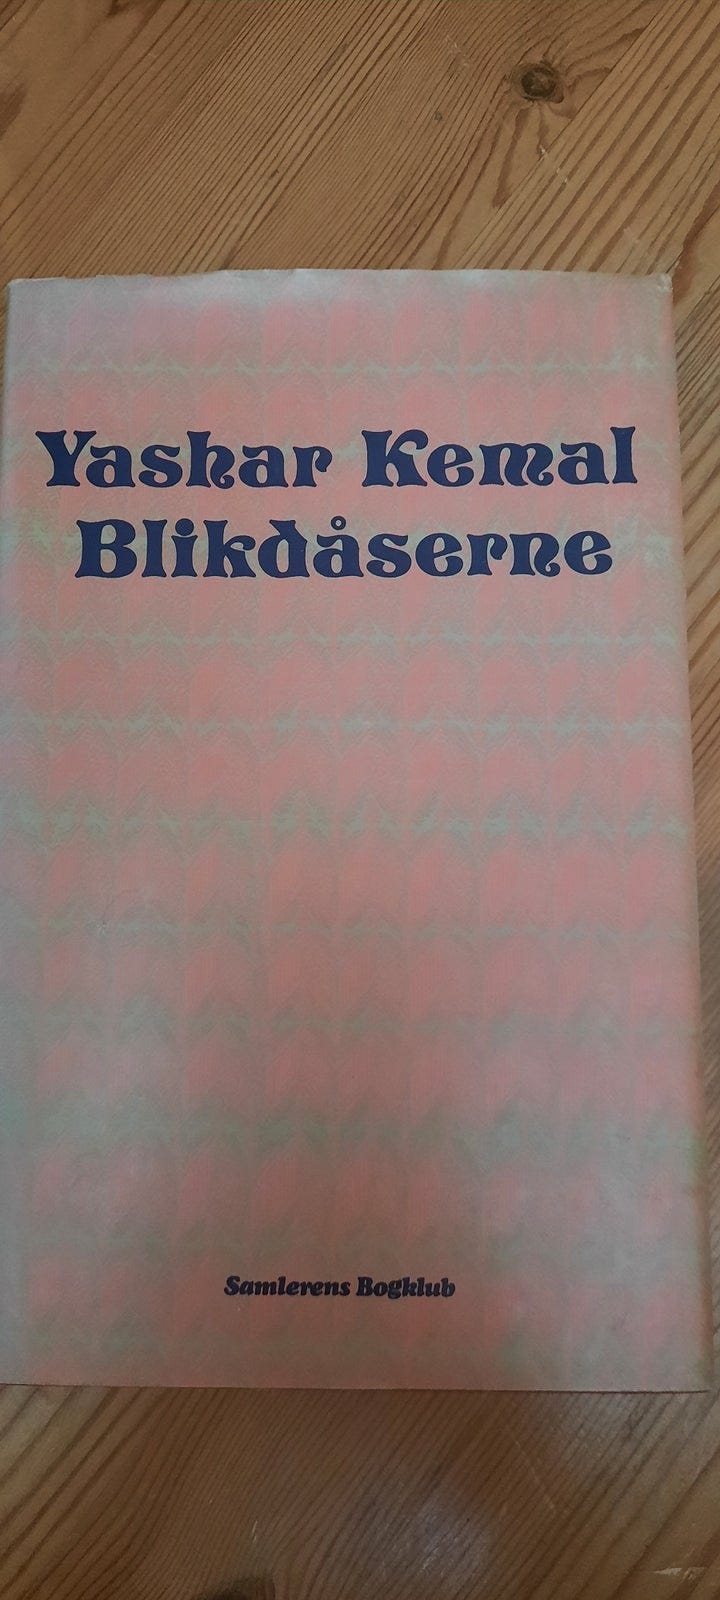 Yashar Kemal
Blikdåserne
Samlerens Bogklub